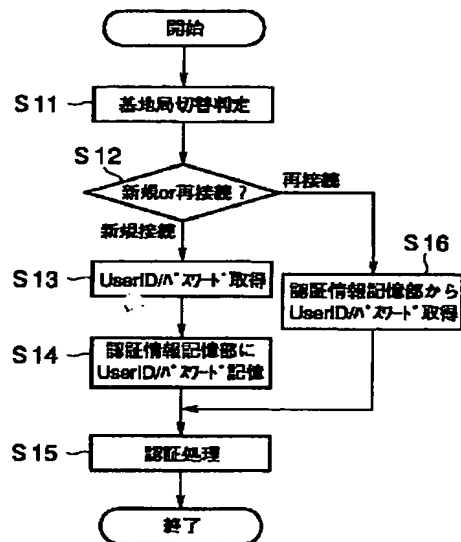 開始
S11
基地局切替判定
S12
新規or再接続?
再接続
新規接続
S13
UserID/パスワード取得
S16
認証情報記憶部から
UserID/パスワード取得
S14
認証情報記憶部に
UserID/パスワード記憶
S15
認証処理
終了